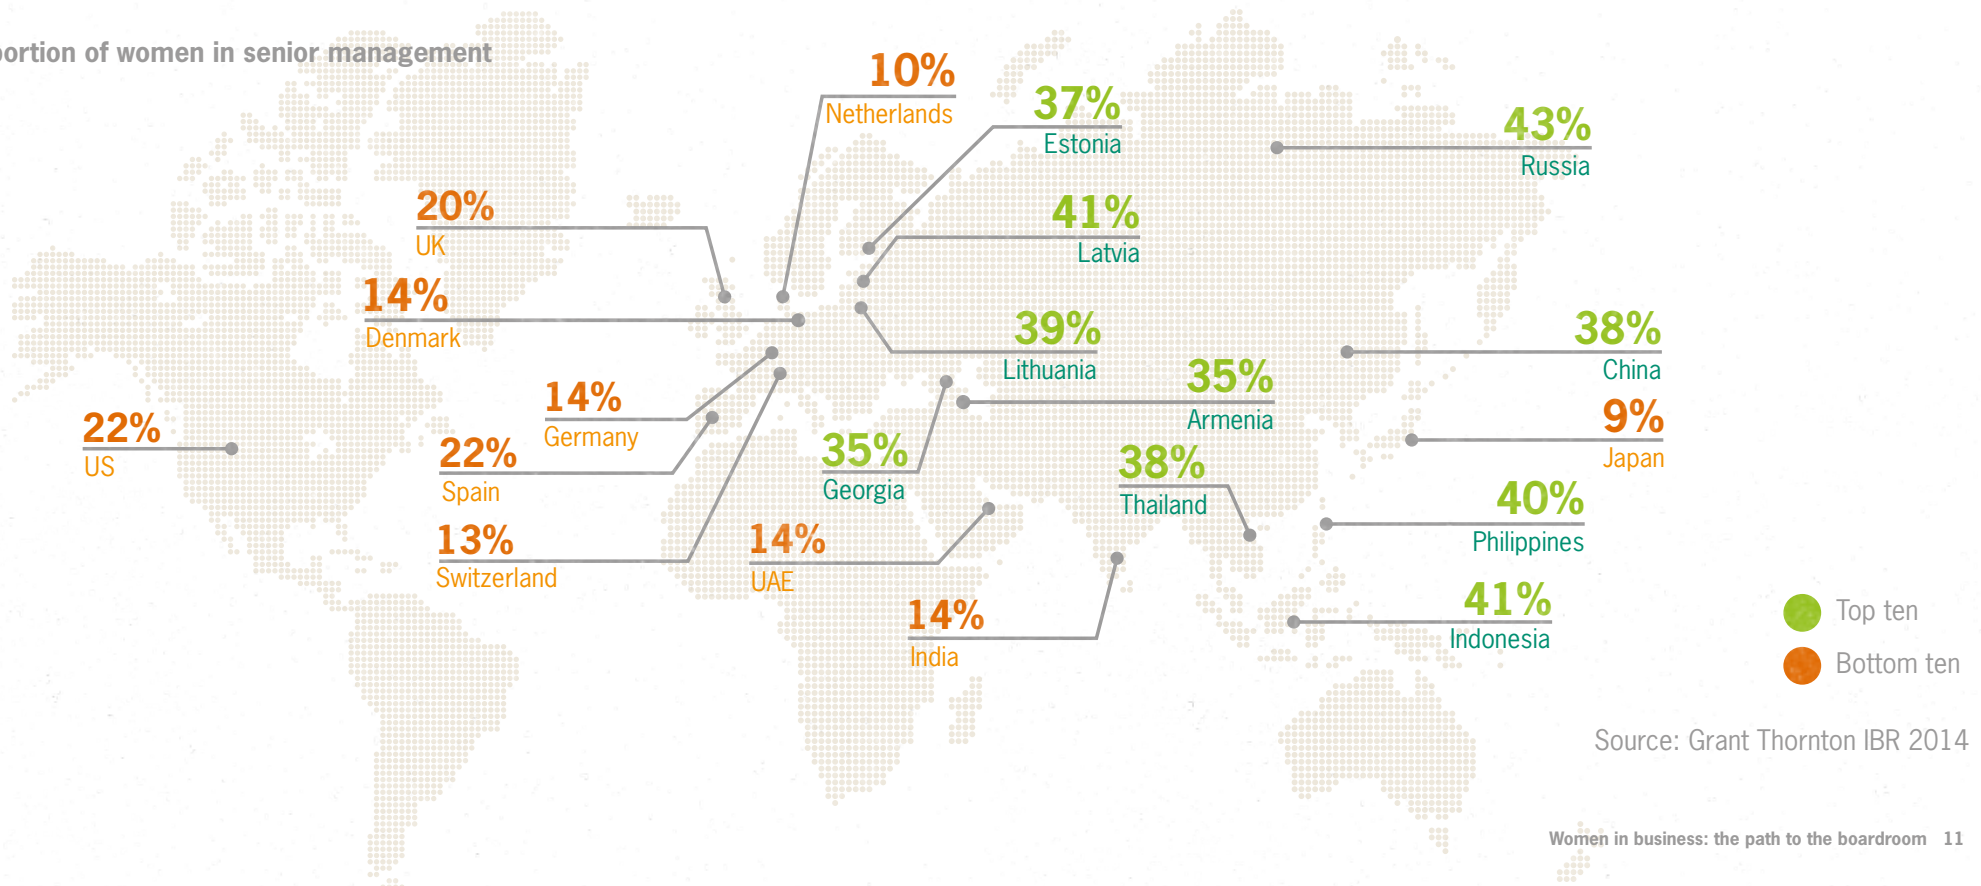 portion of women in senior management
10%
Netherlands
37%
Estonia
43%
Russia
20%
UK
41%
Latvia
14%
Denmark
39%
Lithuania
38%
China
14%
Germany
35%
Armenia
9%
Japan
22%
US
22%
Spain
35%
Georgia
38%
Thailand
40%
Philippines
13%
Switzerland
14%
UAE
14%
India
41%
Indonesia
Top ten
Bottom ten
Source: Grant Thornton IBR 2014
Women in business: the path to the boardroom 11